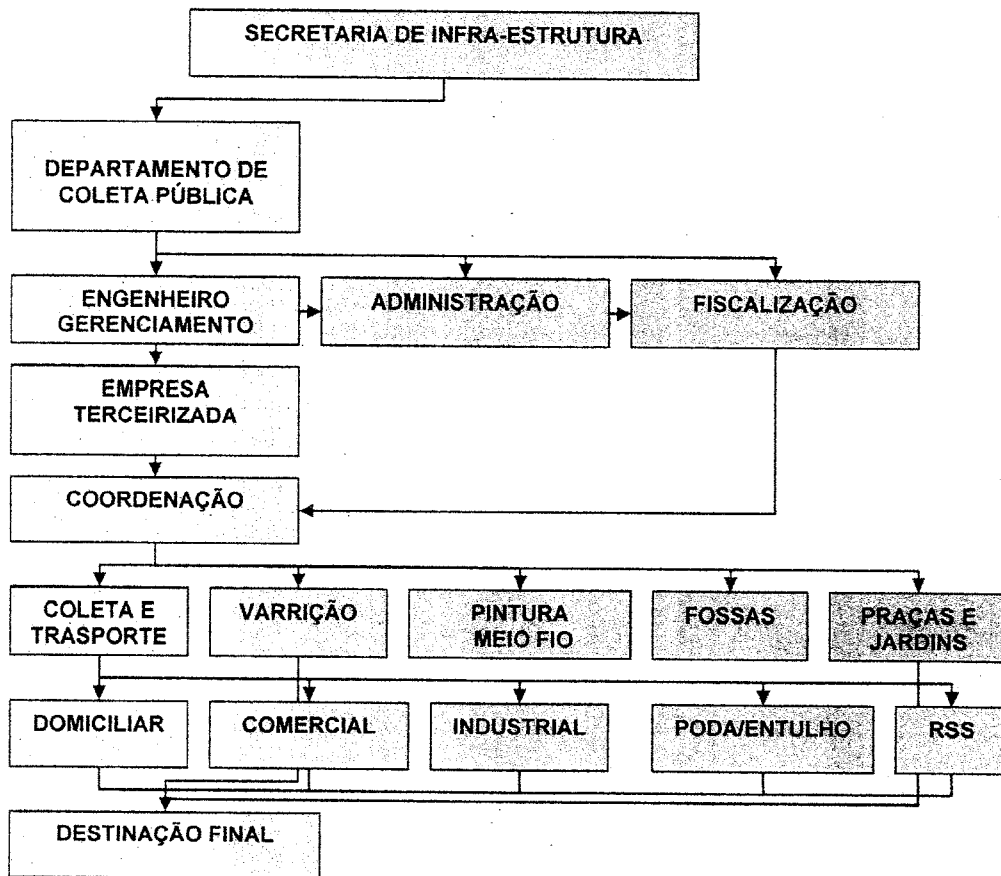 SECRETARIA DE INFRA-ESTRUTURA
DEPARTAMENTO DE
COLETA PÚBLICA
ENGENHEIRO
GERENCIAMENTO
ADMINISTRAÇÃO
FISCALIZAÇÃO
EMPRESA
TERCEIRIZADA
COORDENAÇÃO
COLETA E
TRASPORTE
VARRIÇÃO
PINTURA
MEIO FIO
FOSSAS
PRAÇAS E
JARDINS
DOMICILIAR
COMERCIAL
INDUSTRIAL
PODA/ENTULHO
RSS
DESTINAÇÃO FINAL